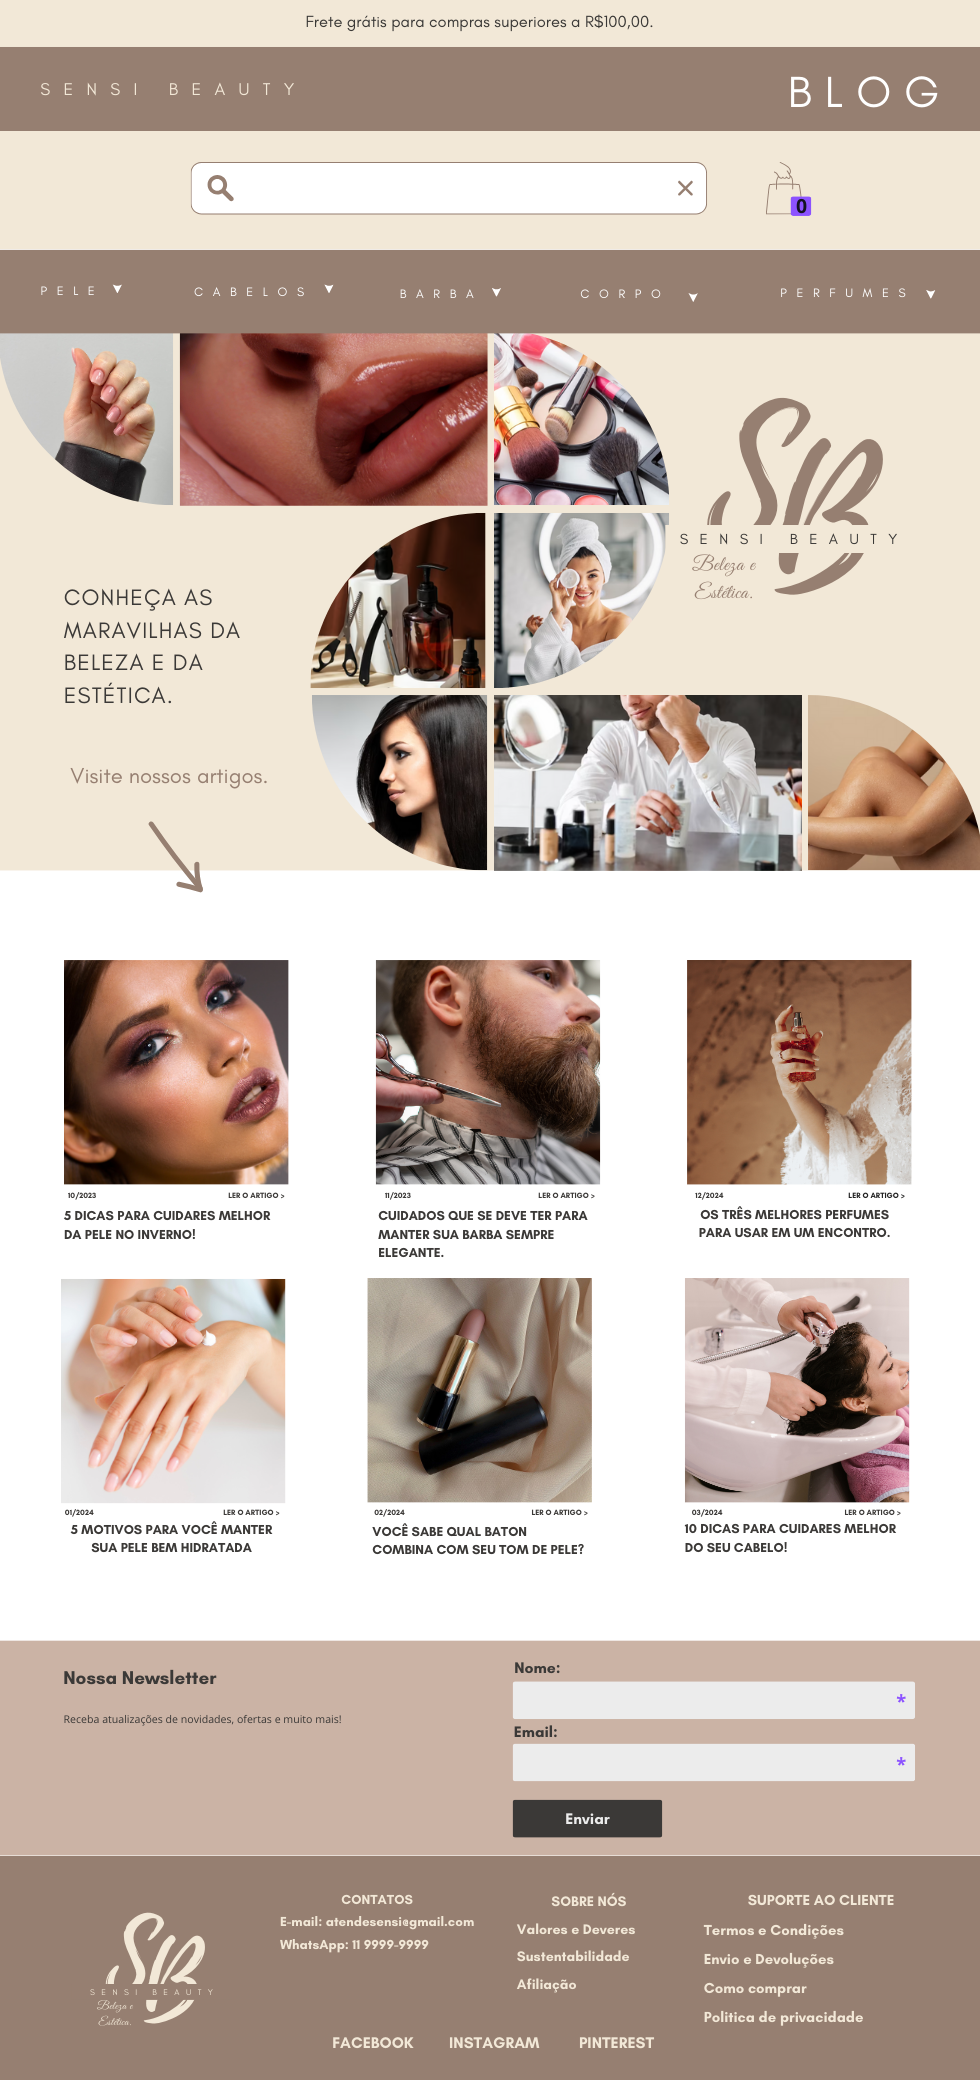 Frete grátis para compras superiores a R$100,00.
SENSI BEAUTY
BLOG
0
PELE
CABELOS
BARBA
CORPO
PERFUMES
SB
SENSI BEAUTY
Beleza e
Estética.
CONHEÇA AS
MARAVILHAS DA
BELEZA E DA
ESTÉTICA.
Visite nossos artigos.
10/2023
LER O ARTIGO >
5 DICAS PARA CUIDARES MELHOR
DA PELE NO INVERNO!
11/2023
LER O ARTIGO >
CUIDADOS QUE SE DEVE TER PARA
MANTER SUA BARBA SEMPRE
ELEGANTE.
12/2024
LER O ARTIGO >
OS TRÊS MELHORES PERFUMES
PARA USAR EM UM ENCONTRO.
01/2024
LER O ARTIGO >
5 MOTIVOS PARA VOCÊ MANTER
SUA PELE BEM HIDRATADA
02/2024
LER O ARTIGO >
VOCÊ SABE QUAL BATON
COMBINA COM SEU TOM DE PELE?
03/2024
LER O ARTIGO >
10 DICAS PARA CUIDARES MELHOR
DO SEU CABELO!
Nossa Newsletter
Receba atualizações de novidades, ofertas e muito mais!
Nome:
*
Email:
*
Enviar
SB
SENSI BEAUTY
Beleza e
Estética.
CONTATOS
E-mail: atendesensi@gmail.com
WhatsApp: 11 9999-9999
SOBRE NÓS
Valores e Deveres
Sustentabilidade
Afiliação
SUPORTE AO CLIENTE
Termos e Condições
Envio e Devoluções
Como comprar
Politica de privacidade
FACEBOOK
INSTAGRAM
PINTEREST